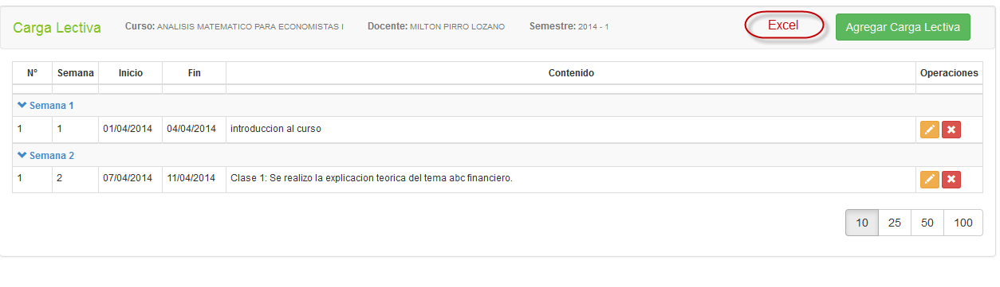 Carga Lectiva Curso: ANALISIS MATEMATICO PARA ECONOMISTAS I Docente: MILTON PIRRO LOZANO Semestre: 2014 - 1 Excel Agregar Carga Lectiva
N° Semana Inicio Fin Contenido Operaciones
Semana 1
1 1 01/04/2014 04/04/2014 introduccion al curso
Semana 2
1 2 07/04/2014 11/04/2014 Clase 1: Se realizo la explicacion teorica del tema abc financiero.
10 25 50 100